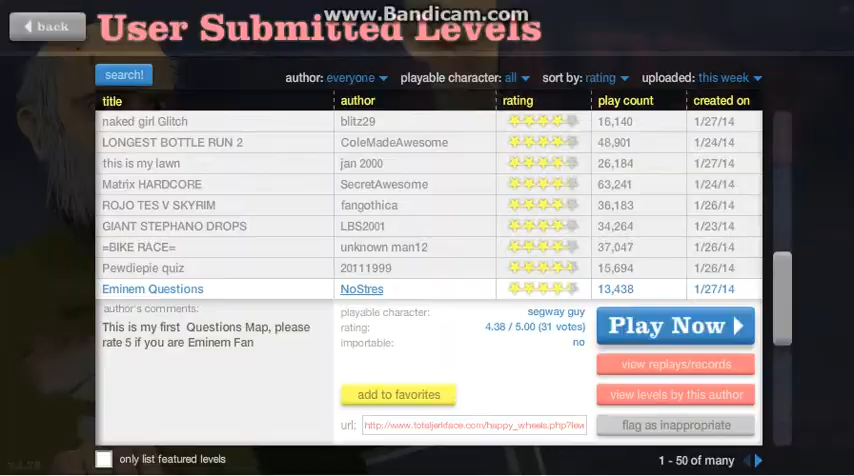 www.Bandicam.com
back
User Submitted Levels
search!
author: everyone playable character: all sort by: rating uploaded: this week
title author rating play count created on
naked girl Glitch blitz29 16,140 1/27/14
LONGEST BOTTLE RUN 2 ColeMadeAwesome 48,901 1/24/14
this is my lawn jan 2000 26,184 1/27/14
Matrix HARDCORE SecretAwesome 63,241 1/24/14
ROJO TES V SKYRIM fangothica 36,183 1/26/14
GIANT STEPHANO DROPS LBS2001 34,264 1/23/14
=BIKE RACE= unknown man12 37,047 1/26/14
Pewdiepie quiz 20111999 15,694 1/26/14
Eminem Questions NoStres 13,438 1/27/14
author's comments:
This is my first Questions Map, please
rate 5 if you are Eminem Fan
playable character: segway guy
rating: 4.38 / 5.00 (31 votes)
importable: no
add to favorites
url: http://www.totaljerkface.com/happy_wheels.php?leve
Play Now
view replays/records
view levels by this author
flag as inappropriate
only list featured levels
1 - 50 of many